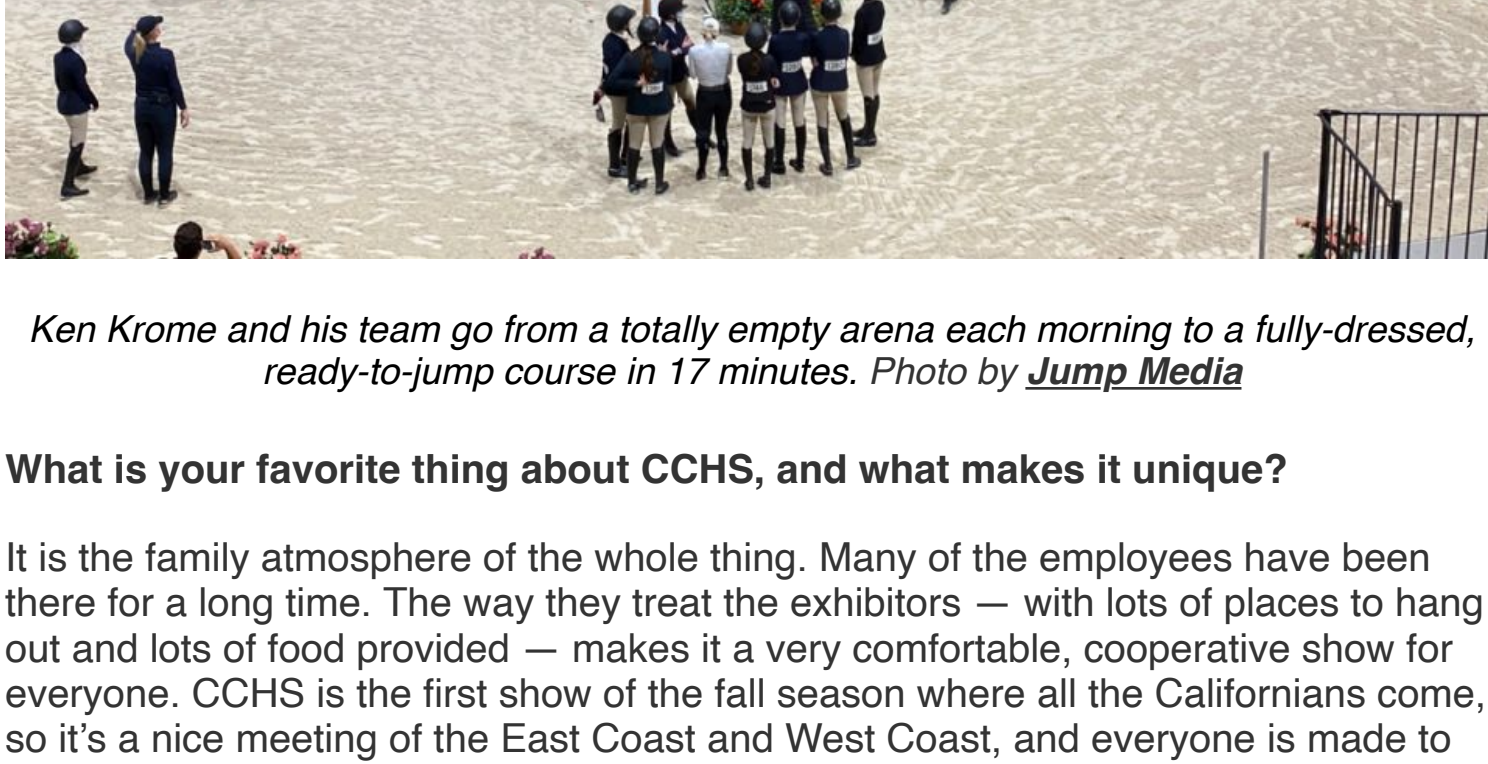 Ken Krome and his team go from a totally empty arena each morning to a fully-dressed,
ready-to-jump course in 17 minutes. Photo by Jump Media
What is your favorite thing about CCHS, and what makes it unique?
It is the family atmosphere of the whole thing. Many of the employees have been
there for a long time. The way they treat the exhibitors — with lots of places to hang
out and lots of food provided — makes it a very comfortable, cooperative show for
everyone. CCHS is the first show of the fall season where all the Californians come,
so it’s a nice meeting of the East Coast and West Coast, and everyone is made to